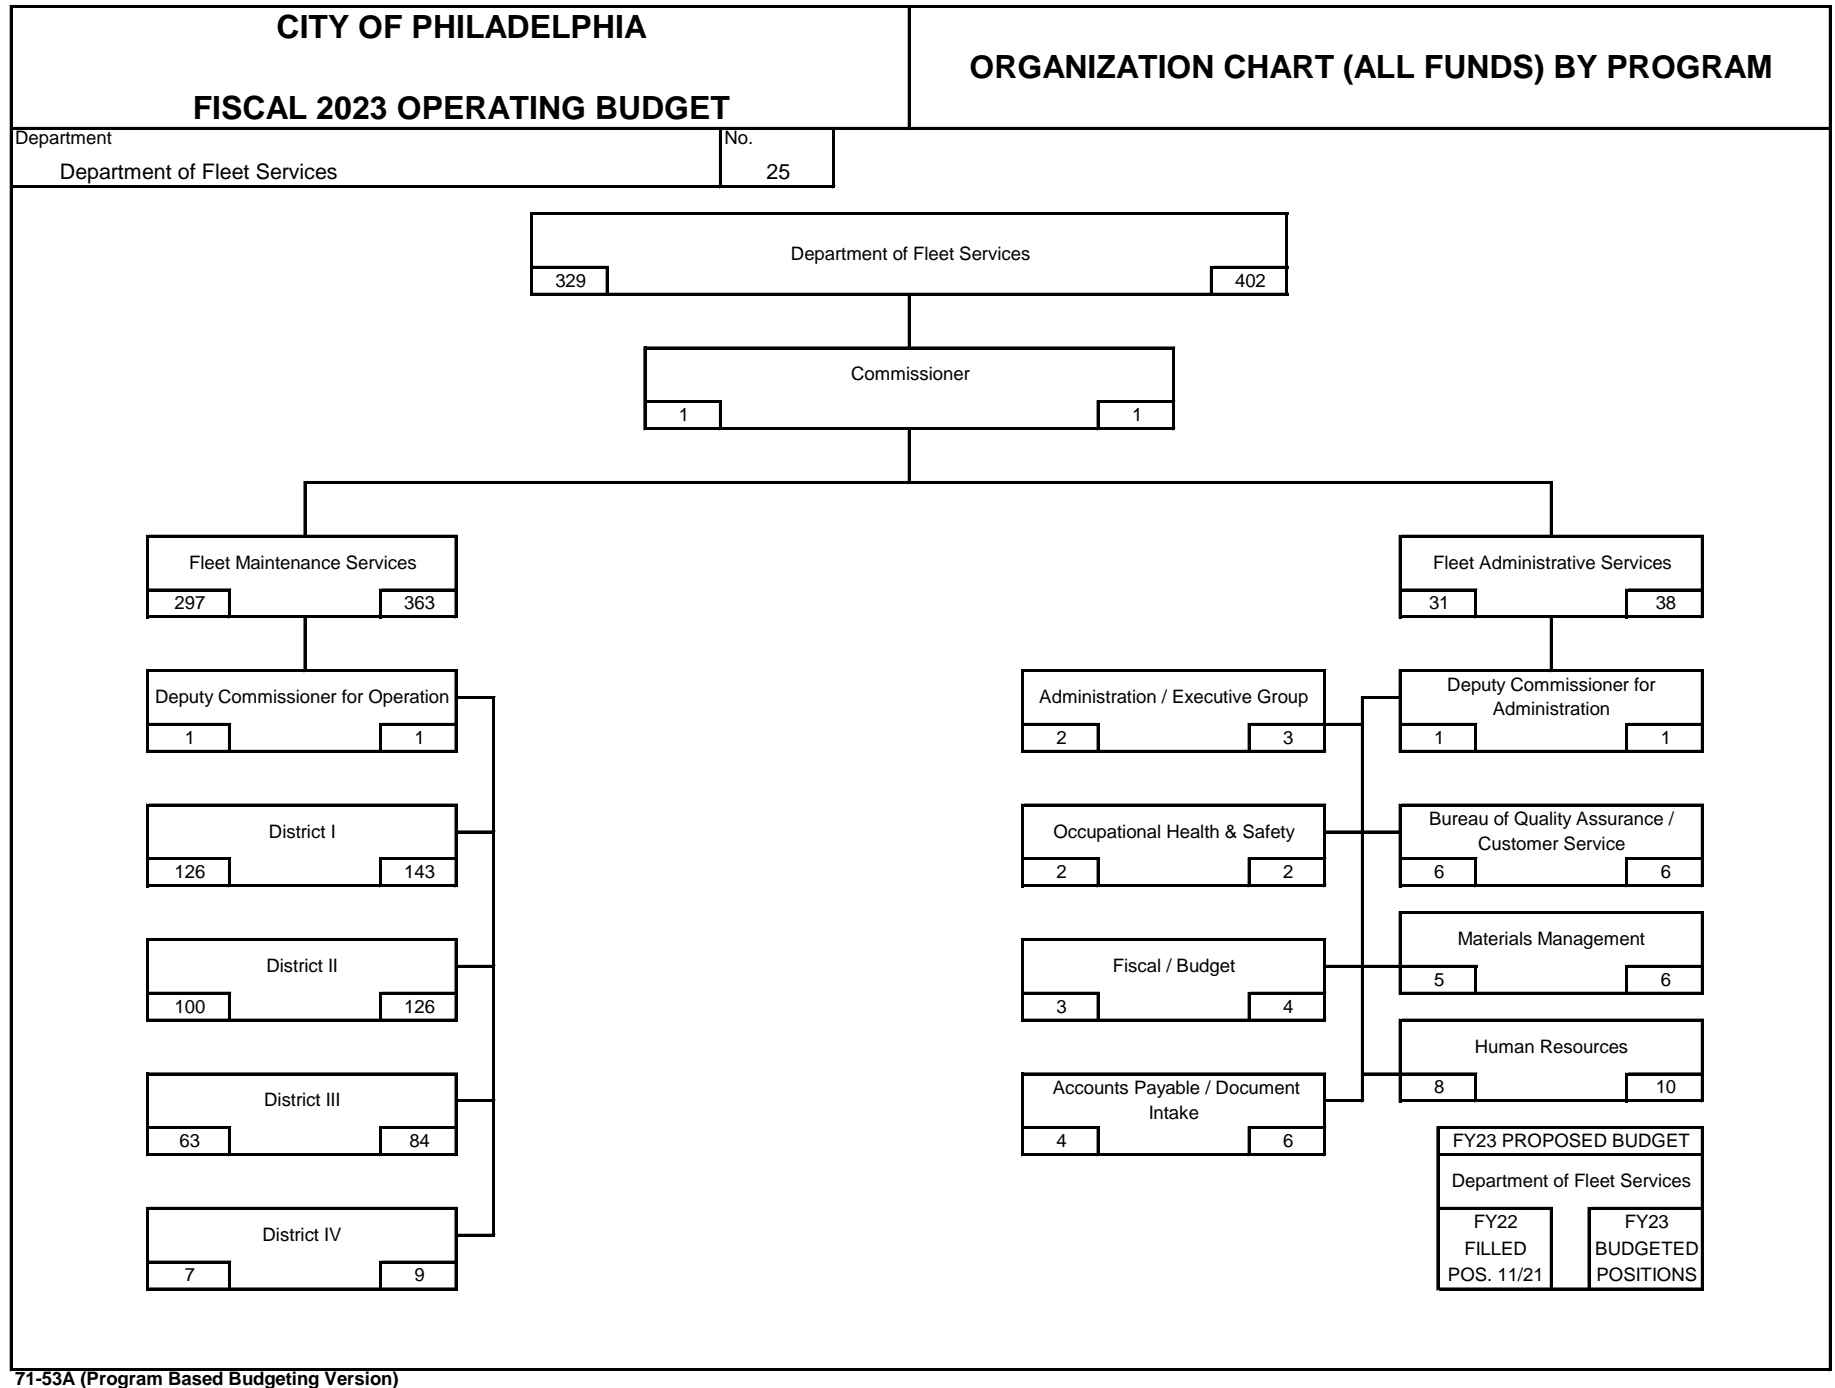 CITY OF PHILADELPHIA
FISCAL 2023 OPERATING BUDGET
ORGANIZATION CHART (ALL FUNDS) BY PROGRAM
Department
No.
Department of Fleet Services
25
Department of Fleet Services
329
402
Commissioner
1
1
Fleet Maintenance Services
297
363
Fleet Administrative Services
31
38
Deputy Commissioner for Operation
1
1
District I
126
143
District II
100
126
District III
63
84
District IV
7
9
Administration / Executive Group
2
3
Deputy Commissioner for
Administration
1
1
Occupational Health & Safety
2
2
Bureau of Quality Assurance /
Customer Service
6
6
Fiscal / Budget
3
4
Materials Management
5
6
Accounts Payable / Document
Intake
4
6
Human Resources
8
10
FY23 PROPOSED BUDGET
Department of Fleet Services
FY22
FILLED
POS. 11/21
FY23
BUDGETED
POSITIONS
71-53A (Program Based Budgeting Version)